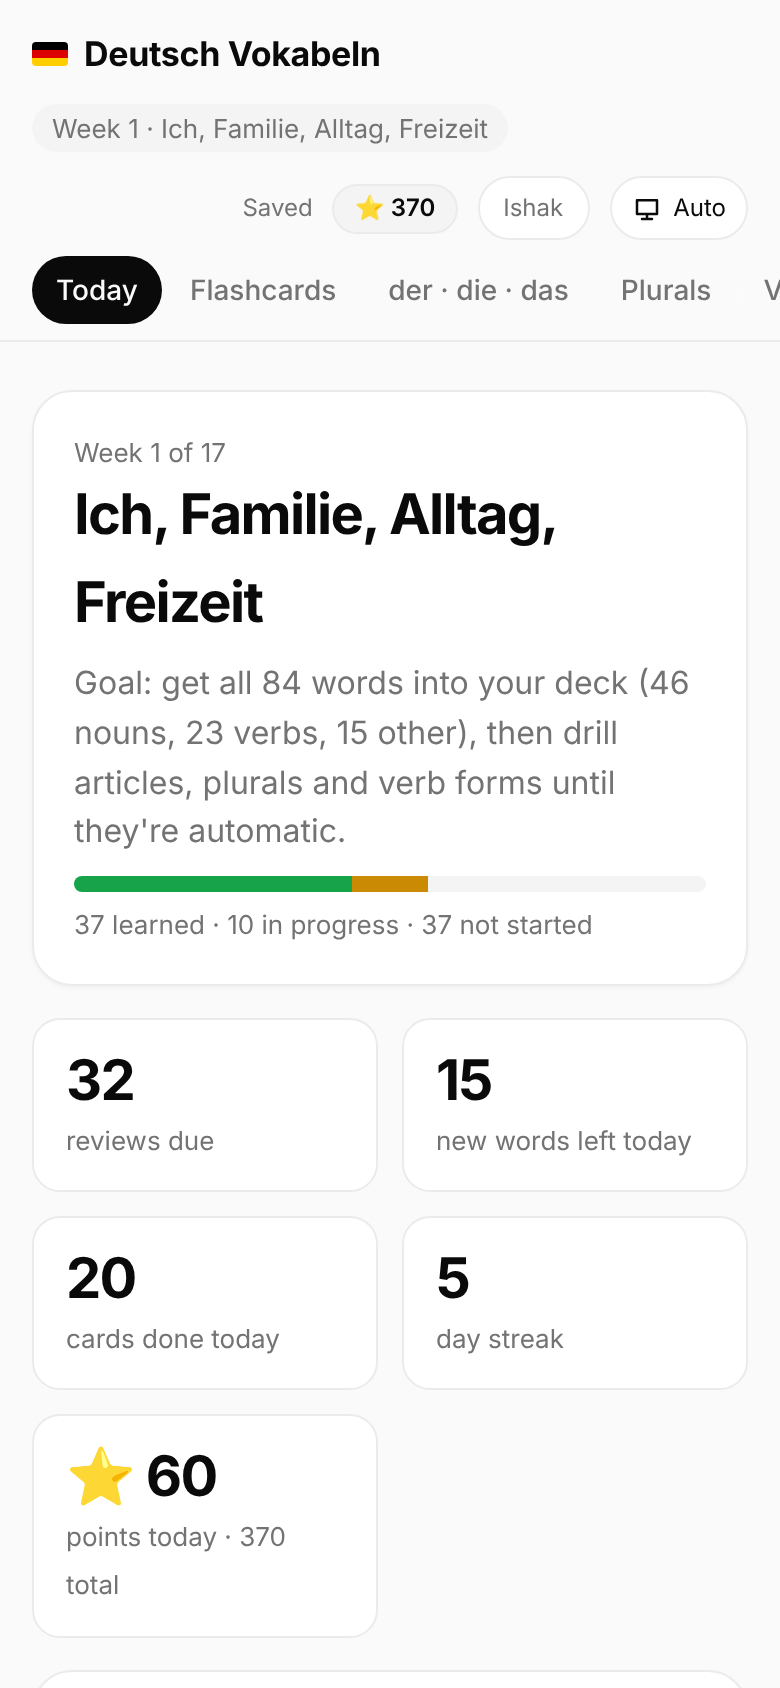 Deutsch Vokabeln
Week 1 · Ich, Familie, Alltag, Freizeit
Saved ⭐ 370 Ishak Auto
Today Flashcards der · die · das Plurals V
Week 1 of 17
Ich, Familie, Alltag,
Freizeit
Goal: get all 84 words into your deck (46
nouns, 23 verbs, 15 other), then drill
articles, plurals and verb forms until
they're automatic.
37 learned · 10 in progress · 37 not started
32
reviews due
15
new words left today
20
cards done today
5
day streak
⭐ 60
points today · 370
total